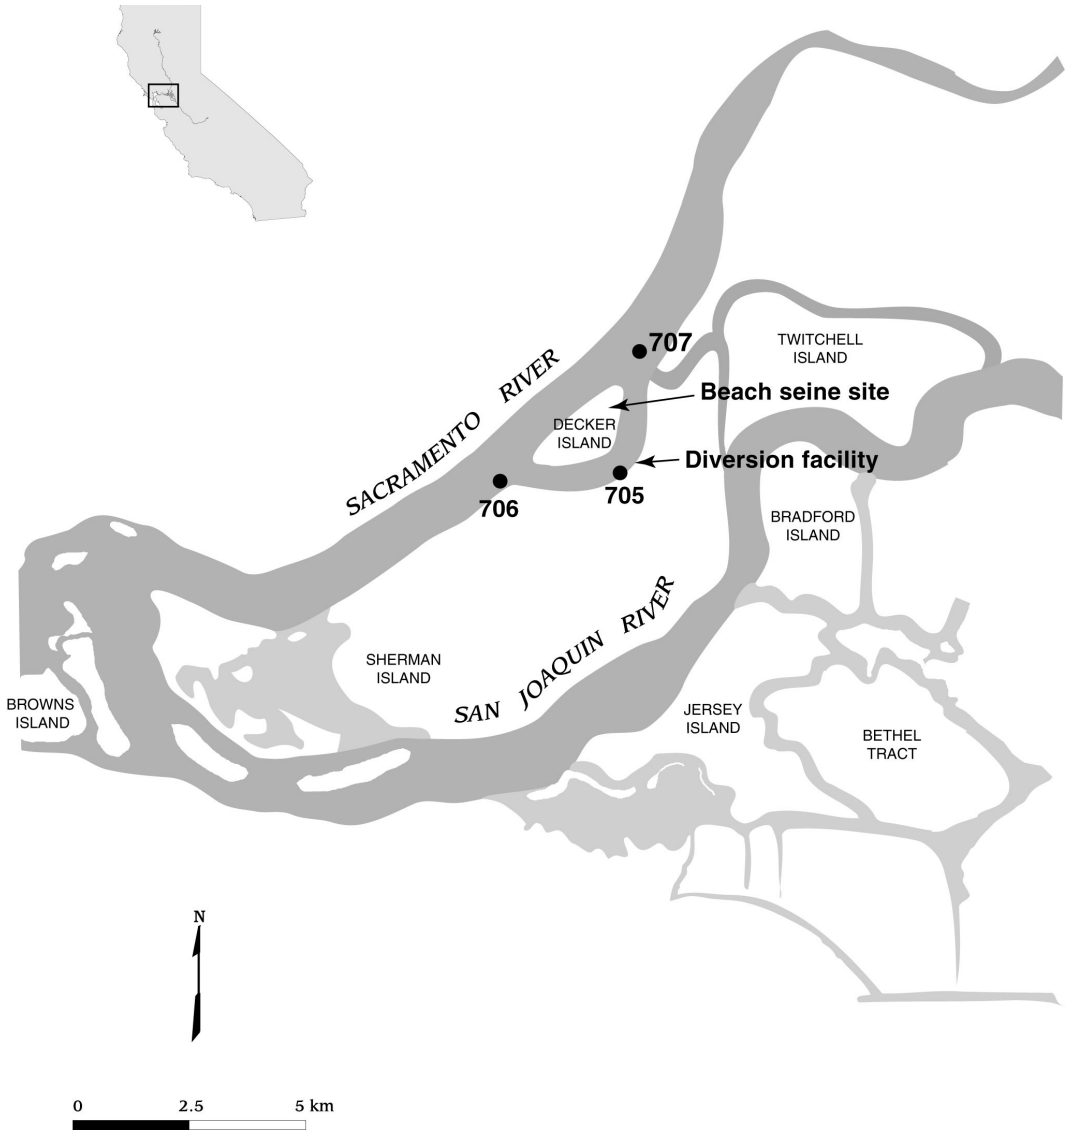 707
TWITCHELL
ISLAND
SACRAMENTO RIVER
Beach seine site
DECKER
ISLAND
Diversion facility
706
705
BRADFORD
ISLAND
SAN JOAQUIN RIVER
SHERMAN
ISLAND
BROWNS
ISLAND
JERSEY
ISLAND
BETHEL
TRACT
N
0 2.5 5 km